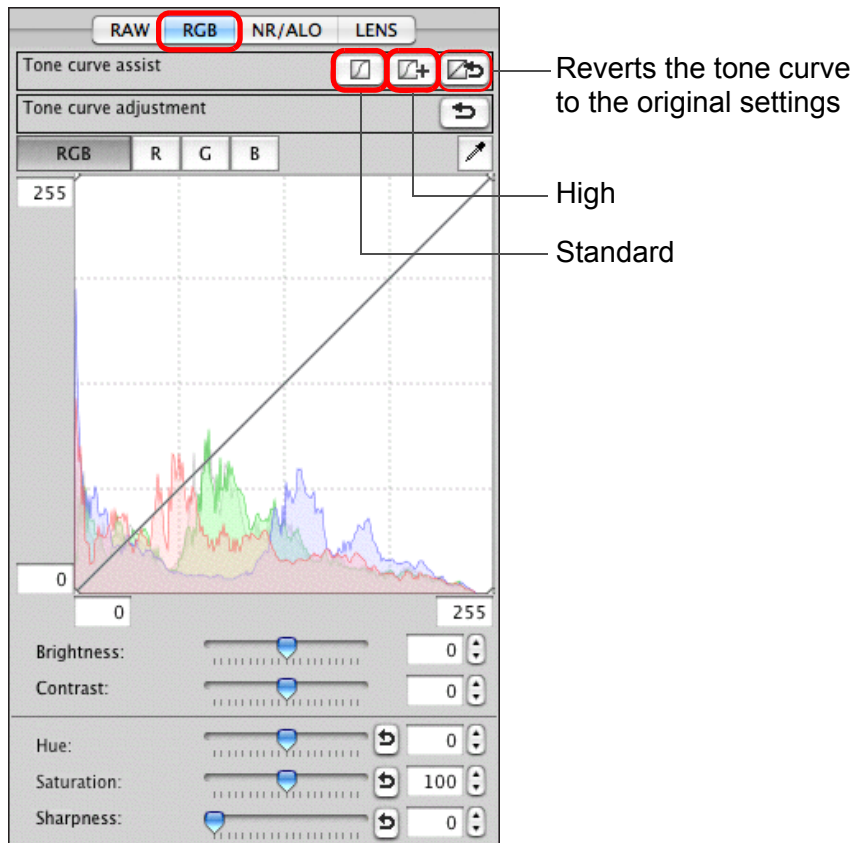 RAW RGB NR/ALO LENS
Tone curve assist
Reverts the tone curve
to the original settings
Tone curve adjustment
RGB R G B
High
Standard
255
0
0 255
Brightness: 0
Contrast: 0
Hue: 0
Saturation: 100
Sharpness: 0